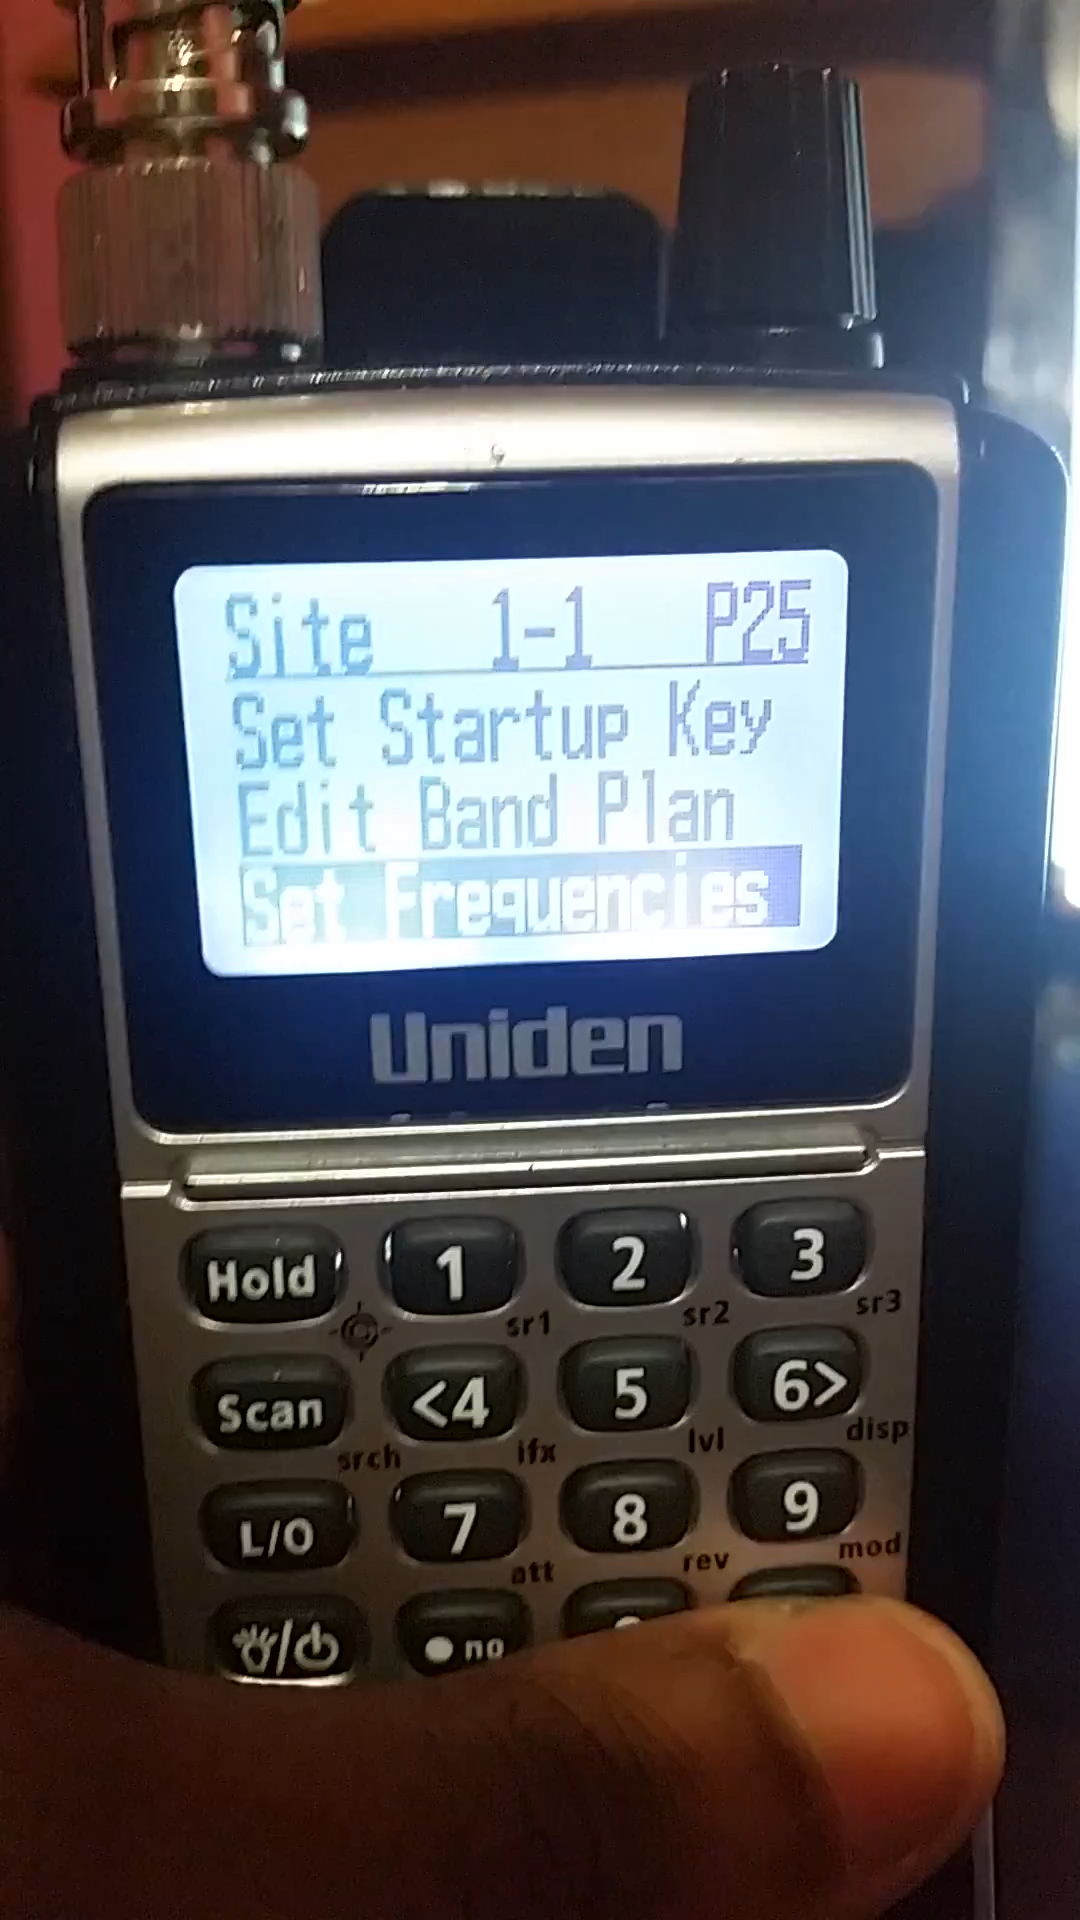 Site 1-1 P25
Set Startup Key
Edit Band Plan
Set Frequencies
Uniden
Hold 1 2 3
sr1 sr2 sr3
Scan <4 5 6>
srch ifx lvl disp
L/O 7 8 9
att rev mod
/ no